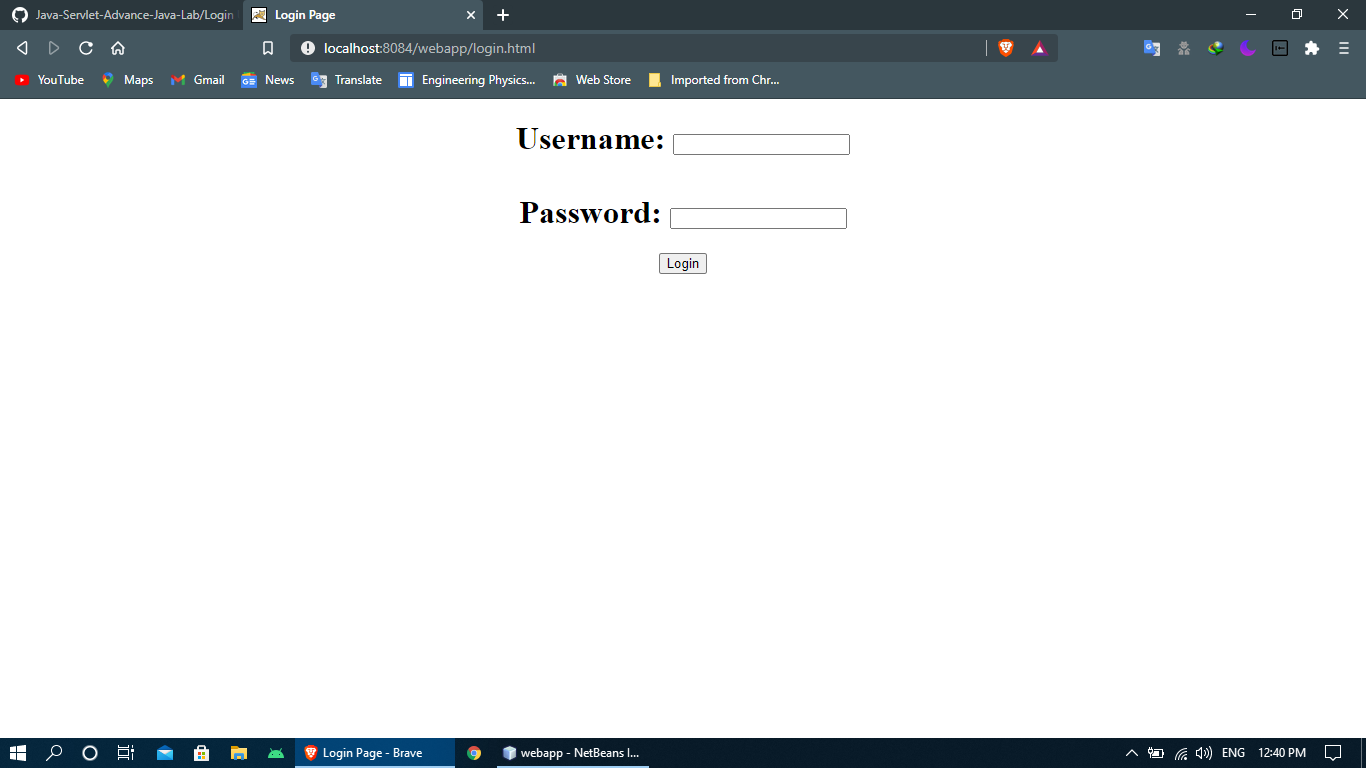 Java-Servlet-Advance-Java-Lab/Login
Login Page
localhost:8084/webapp/login.html
YouTube
Maps
Gmail
News
Translate
Engineering Physics...
Web Store
Imported from Chr...
Username:
Password:
Login
Login Page - Brave
webapp - NetBeans I...
ENG
12:40 PM